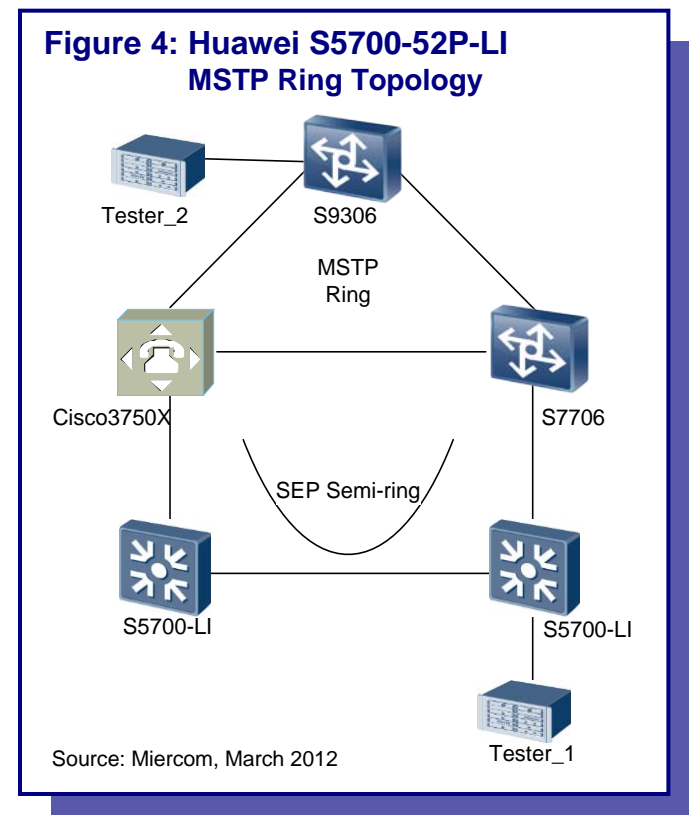 Figure 4: Huawei S5700-52P-LI
MSTP Ring Topology
Tester_2
S9306
MSTP
Ring
Cisco3750X
S7706
SEP Semi-ring
S5700-LI
S5700-LI
Tester_1
Source: Miercom, March 2012